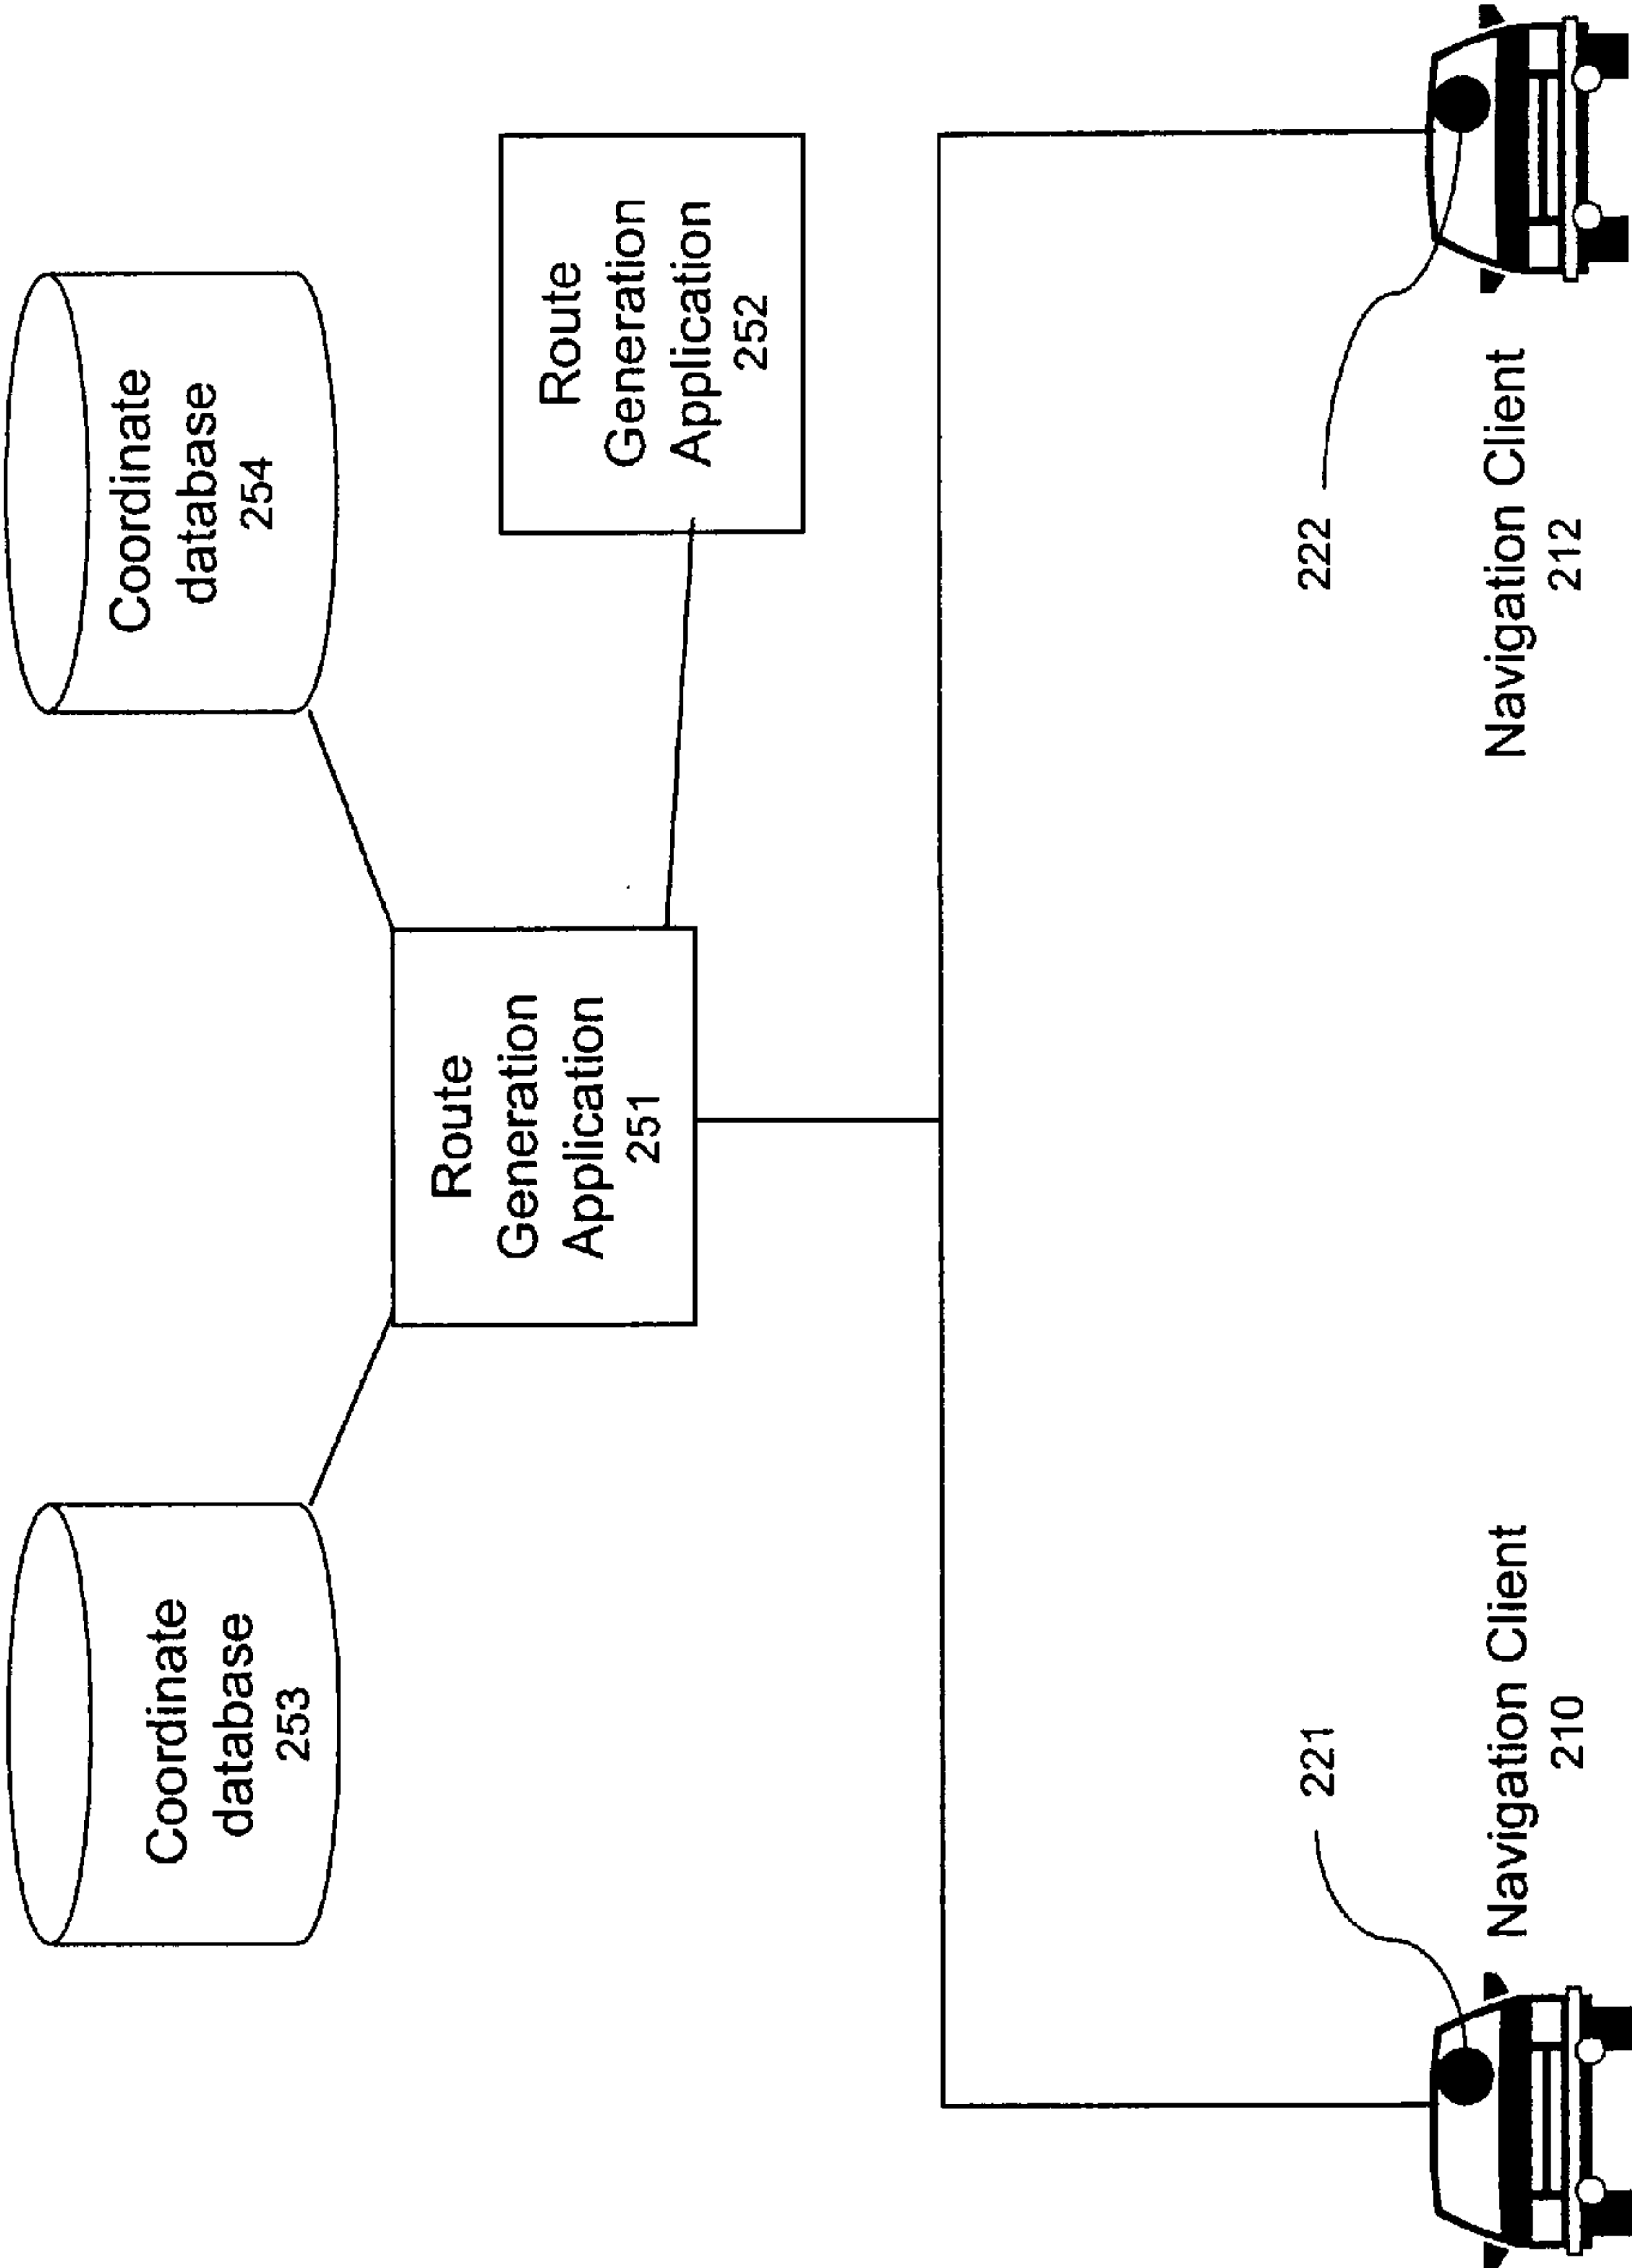 Coordinate
database
253
Coordinate
database
254
Route
Generation
Application
251
Route
Generation
Application
252
221
222
Navigation Client
210
Navigation Client
212